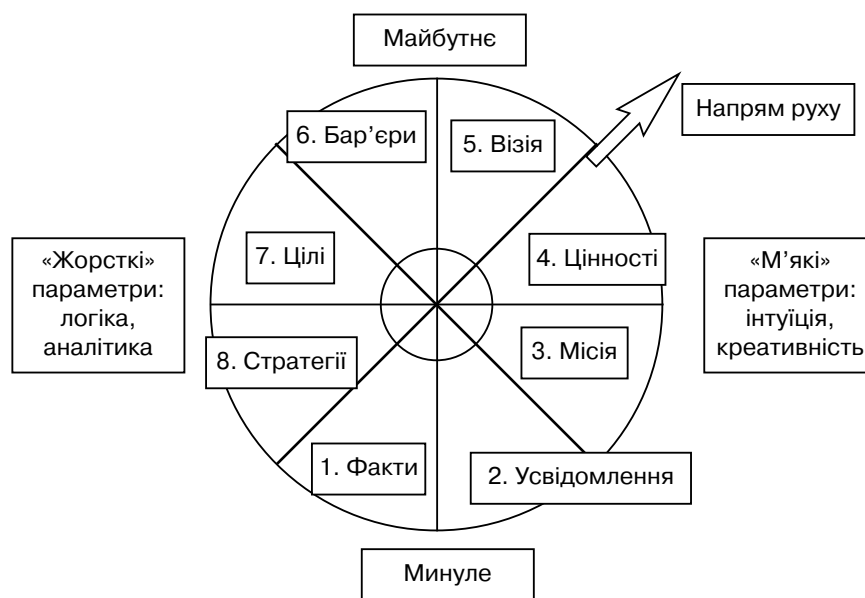 Майбутнє
Напрям руху
6. Бар’єри
5. Візія
«Жорсткі»
параметри:
логіка,
аналітика
7. Цілі
4. Цінності
«М’які»
параметри:
інтуїція,
креативність
8. Стратегії
3. Місія
1. Факти
2. Усвідомлення
Минуле